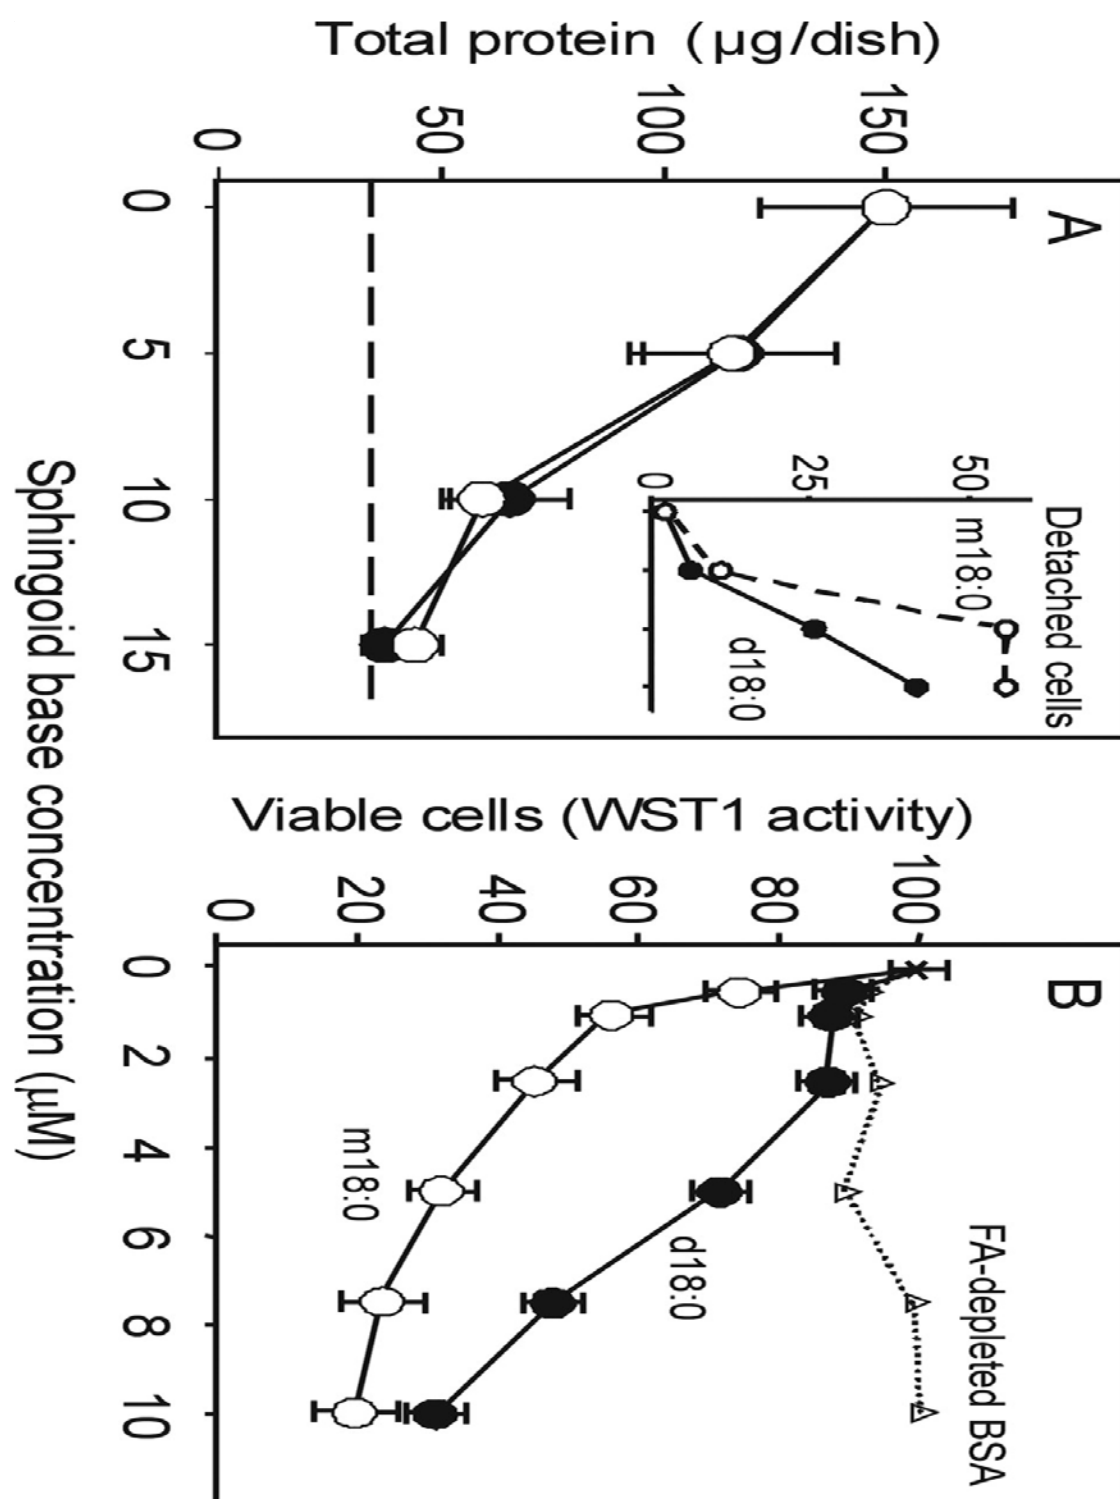 A
Total protein (µg/dish)
150
100
50
0
0
5
10
15
Detached cells
50
25
0
m18:0
d18:0
B
Viable cells (WST1 activity)
100
80
60
40
20
0
0
2
4
6
8
10
FA-depleted BSA
d18:0
m18:0
Sphingoid base concentration (µM)